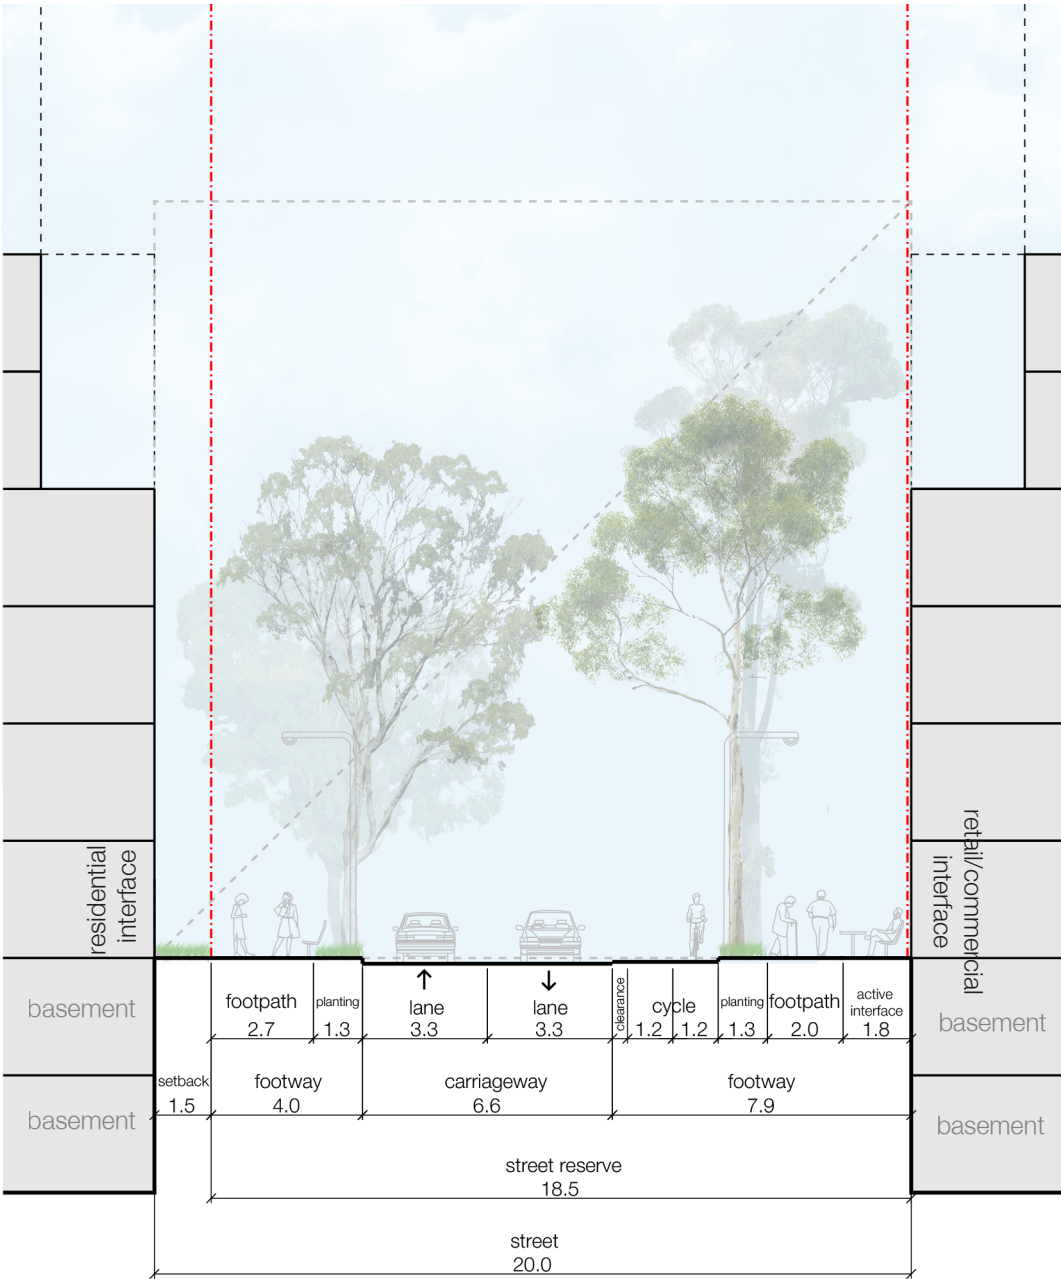 residential
interface
retail/commercial
interface
basement
basement
basement
basement
footpath
2.7
planting
1.3
lane
3.3
lane
3.3
clearance
cycle
1.2
1.2
planting
1.3
footpath
2.0
active
interface
1.8
setback
1.5
footway
4.0
carriageway
6.6
footway
7.9
street reserve
18.5
street
20.0